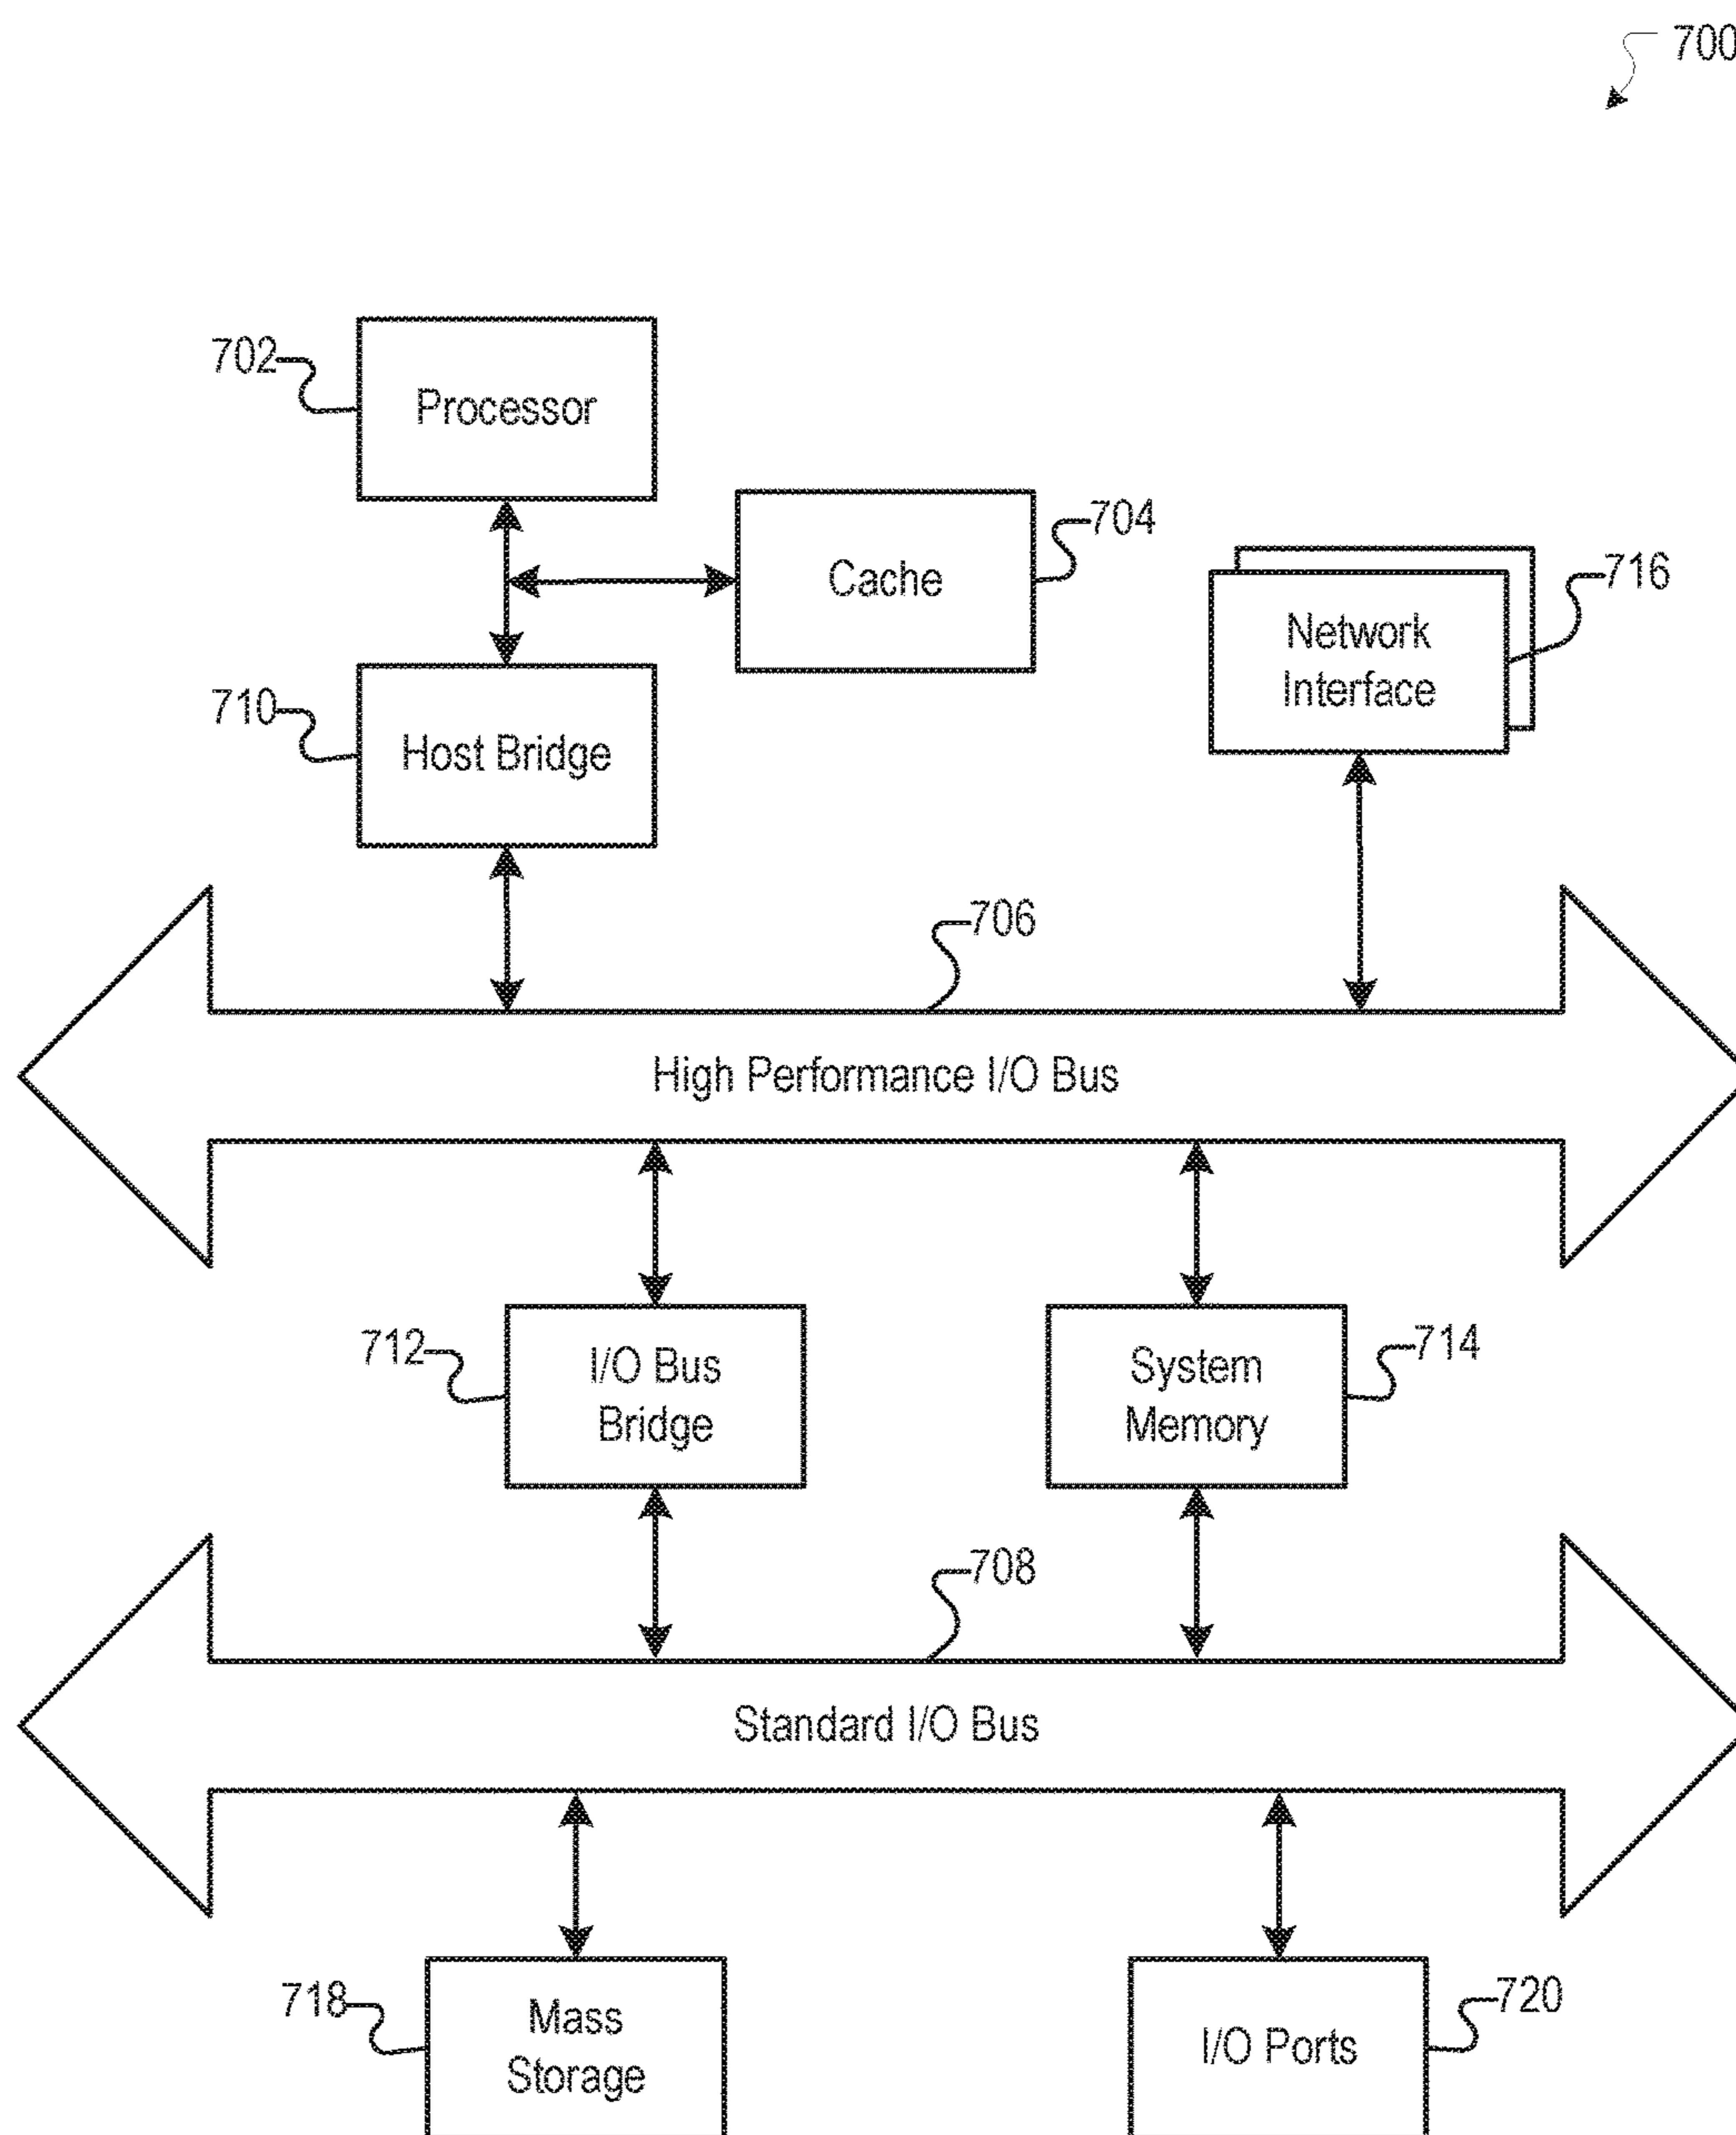 700
702
Processor
704
Cache
716
Network
Interface
710
Host Bridge
706
High Performance I/O Bus
712
I/O Bus
Bridge
System
Memory
714
708
Standard I/O Bus
718
Mass
Storage
I/O Ports
720